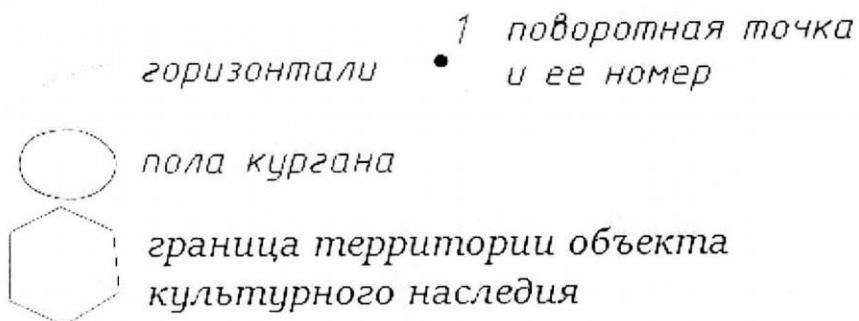 1 поворотная точка
горизонтали и ее номер
пола кургана
граница территории объекта
культурного наследия